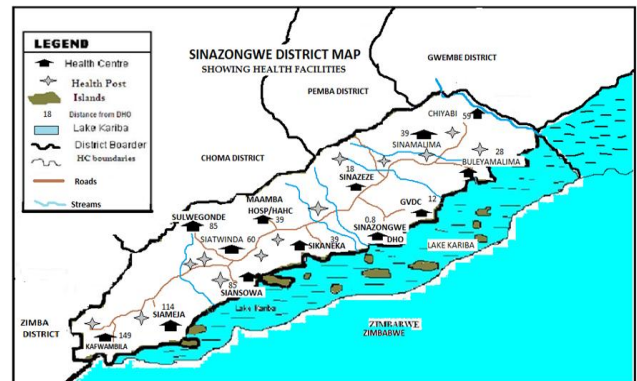 LEGEND
Health Centre
Health Post
Islands
18 Distance from DHO
Lake Kariba
District Boarder
HC boundaries
Roads
Streams
SINAZONGWE DISTRICT MAP
SHOWING HEALTH FACILITIES
GWEMBE DISTRICT
PEMBA DISTRICT
CHOMA DISTRICT
ZIMBA
DISTRICT
CHIYABI
59
39
SINAMALIMA
28
BULEYAMALIMA
18
SINAZEZE
GVDC
12
0.8
SINAZONGWE
DHO
MAAMBA
HOSP/HAHC
39
SULWEGONDE
85
SIATWINDA
60
39
SIKANEKA
85
SIANSOWA
114
SIAMEJA
149
KAFWAMBILA
LAKE KARIBA
Lake Kariba
ZIMBABWE
ZIMBABWE